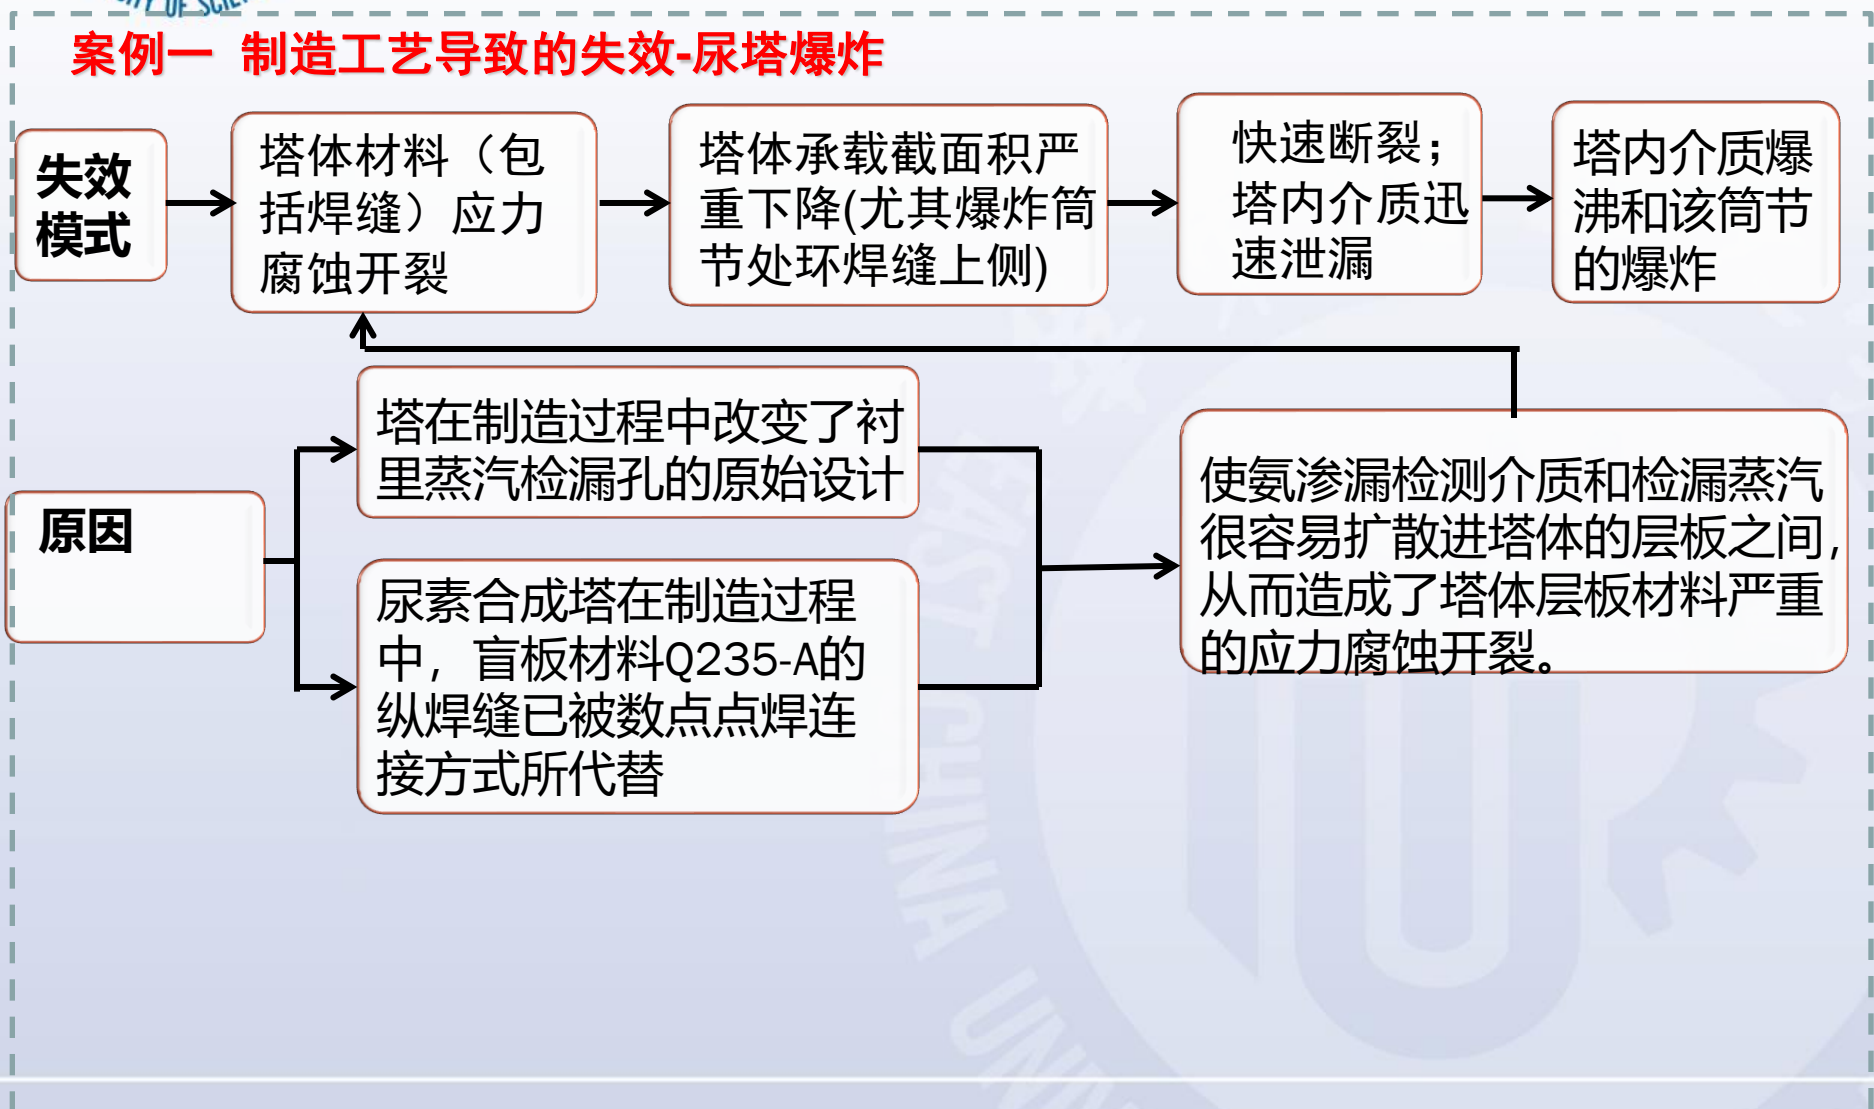 案例一 制造工艺导致的失效-尿塔爆炸
失效
模式
塔体材料（包
括焊缝）应力
腐蚀开裂
塔体承载截面积严
重下降(尤其爆炸筒
节处环焊缝上侧)
快速断裂；
塔内介质迅
速泄漏
塔内介质爆
沸和该筒节
的爆炸
原因
塔在制造过程中改变了衬
里蒸汽检漏孔的原始设计
尿素合成塔在制造过程
中，盲板材料Q235-A的
纵焊缝已被数点点焊连
接方式所代替
使氨渗漏检测介质和检漏蒸汽
很容易扩散进塔体的层板之间,
从而造成了塔体层板材料严重
的应力腐蚀开裂。
EAST CHINA UNIV